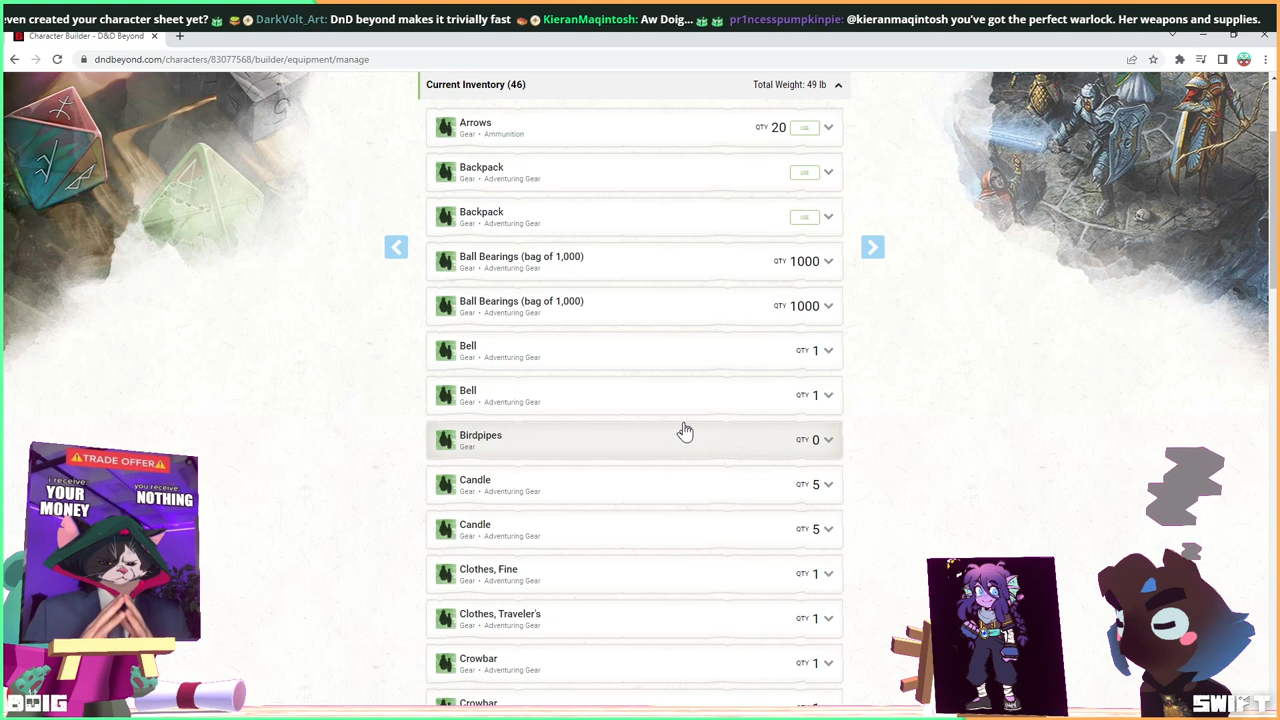 even created your character sheet yet? DarkVolt_Art: DnD beyond makes it trivially fast KieranMaqintosh: Aw Doig... pr1ncesspumpkinpie: @kieranmaqintosh you've got the perfect warlock. Her weapons and supplies.
Character Builder - D&D Beyond
dndbeyond.com/characters/83077568/builder/equipment/manage
Current Inventory (46) Total Weight: 49 lb
Arrows
Gear • Ammunition
QTY 20 USE
Backpack
Gear • Adventuring Gear
USE
Backpack
Gear • Adventuring Gear
USE
Ball Bearings (bag of 1,000)
Gear • Adventuring Gear
QTY 1000
Ball Bearings (bag of 1,000)
Gear • Adventuring Gear
QTY 1000
Bell
Gear • Adventuring Gear
QTY 1
Bell
Gear • Adventuring Gear
QTY 1
Birdpipes
Gear
QTY 0
Candle
Gear • Adventuring Gear
QTY 5
Candle
Gear • Adventuring Gear
QTY 5
Clothes, Fine
Gear • Adventuring Gear
QTY 1
Clothes, Traveler's
Gear • Adventuring Gear
QTY 1
Crowbar
Gear • Adventuring Gear
QTY 1
Crowbar
⚠TRADE OFFER⚠
i receive:
YOUR
MONEY
you receive:
NOTHING
DOIG
SWIFT